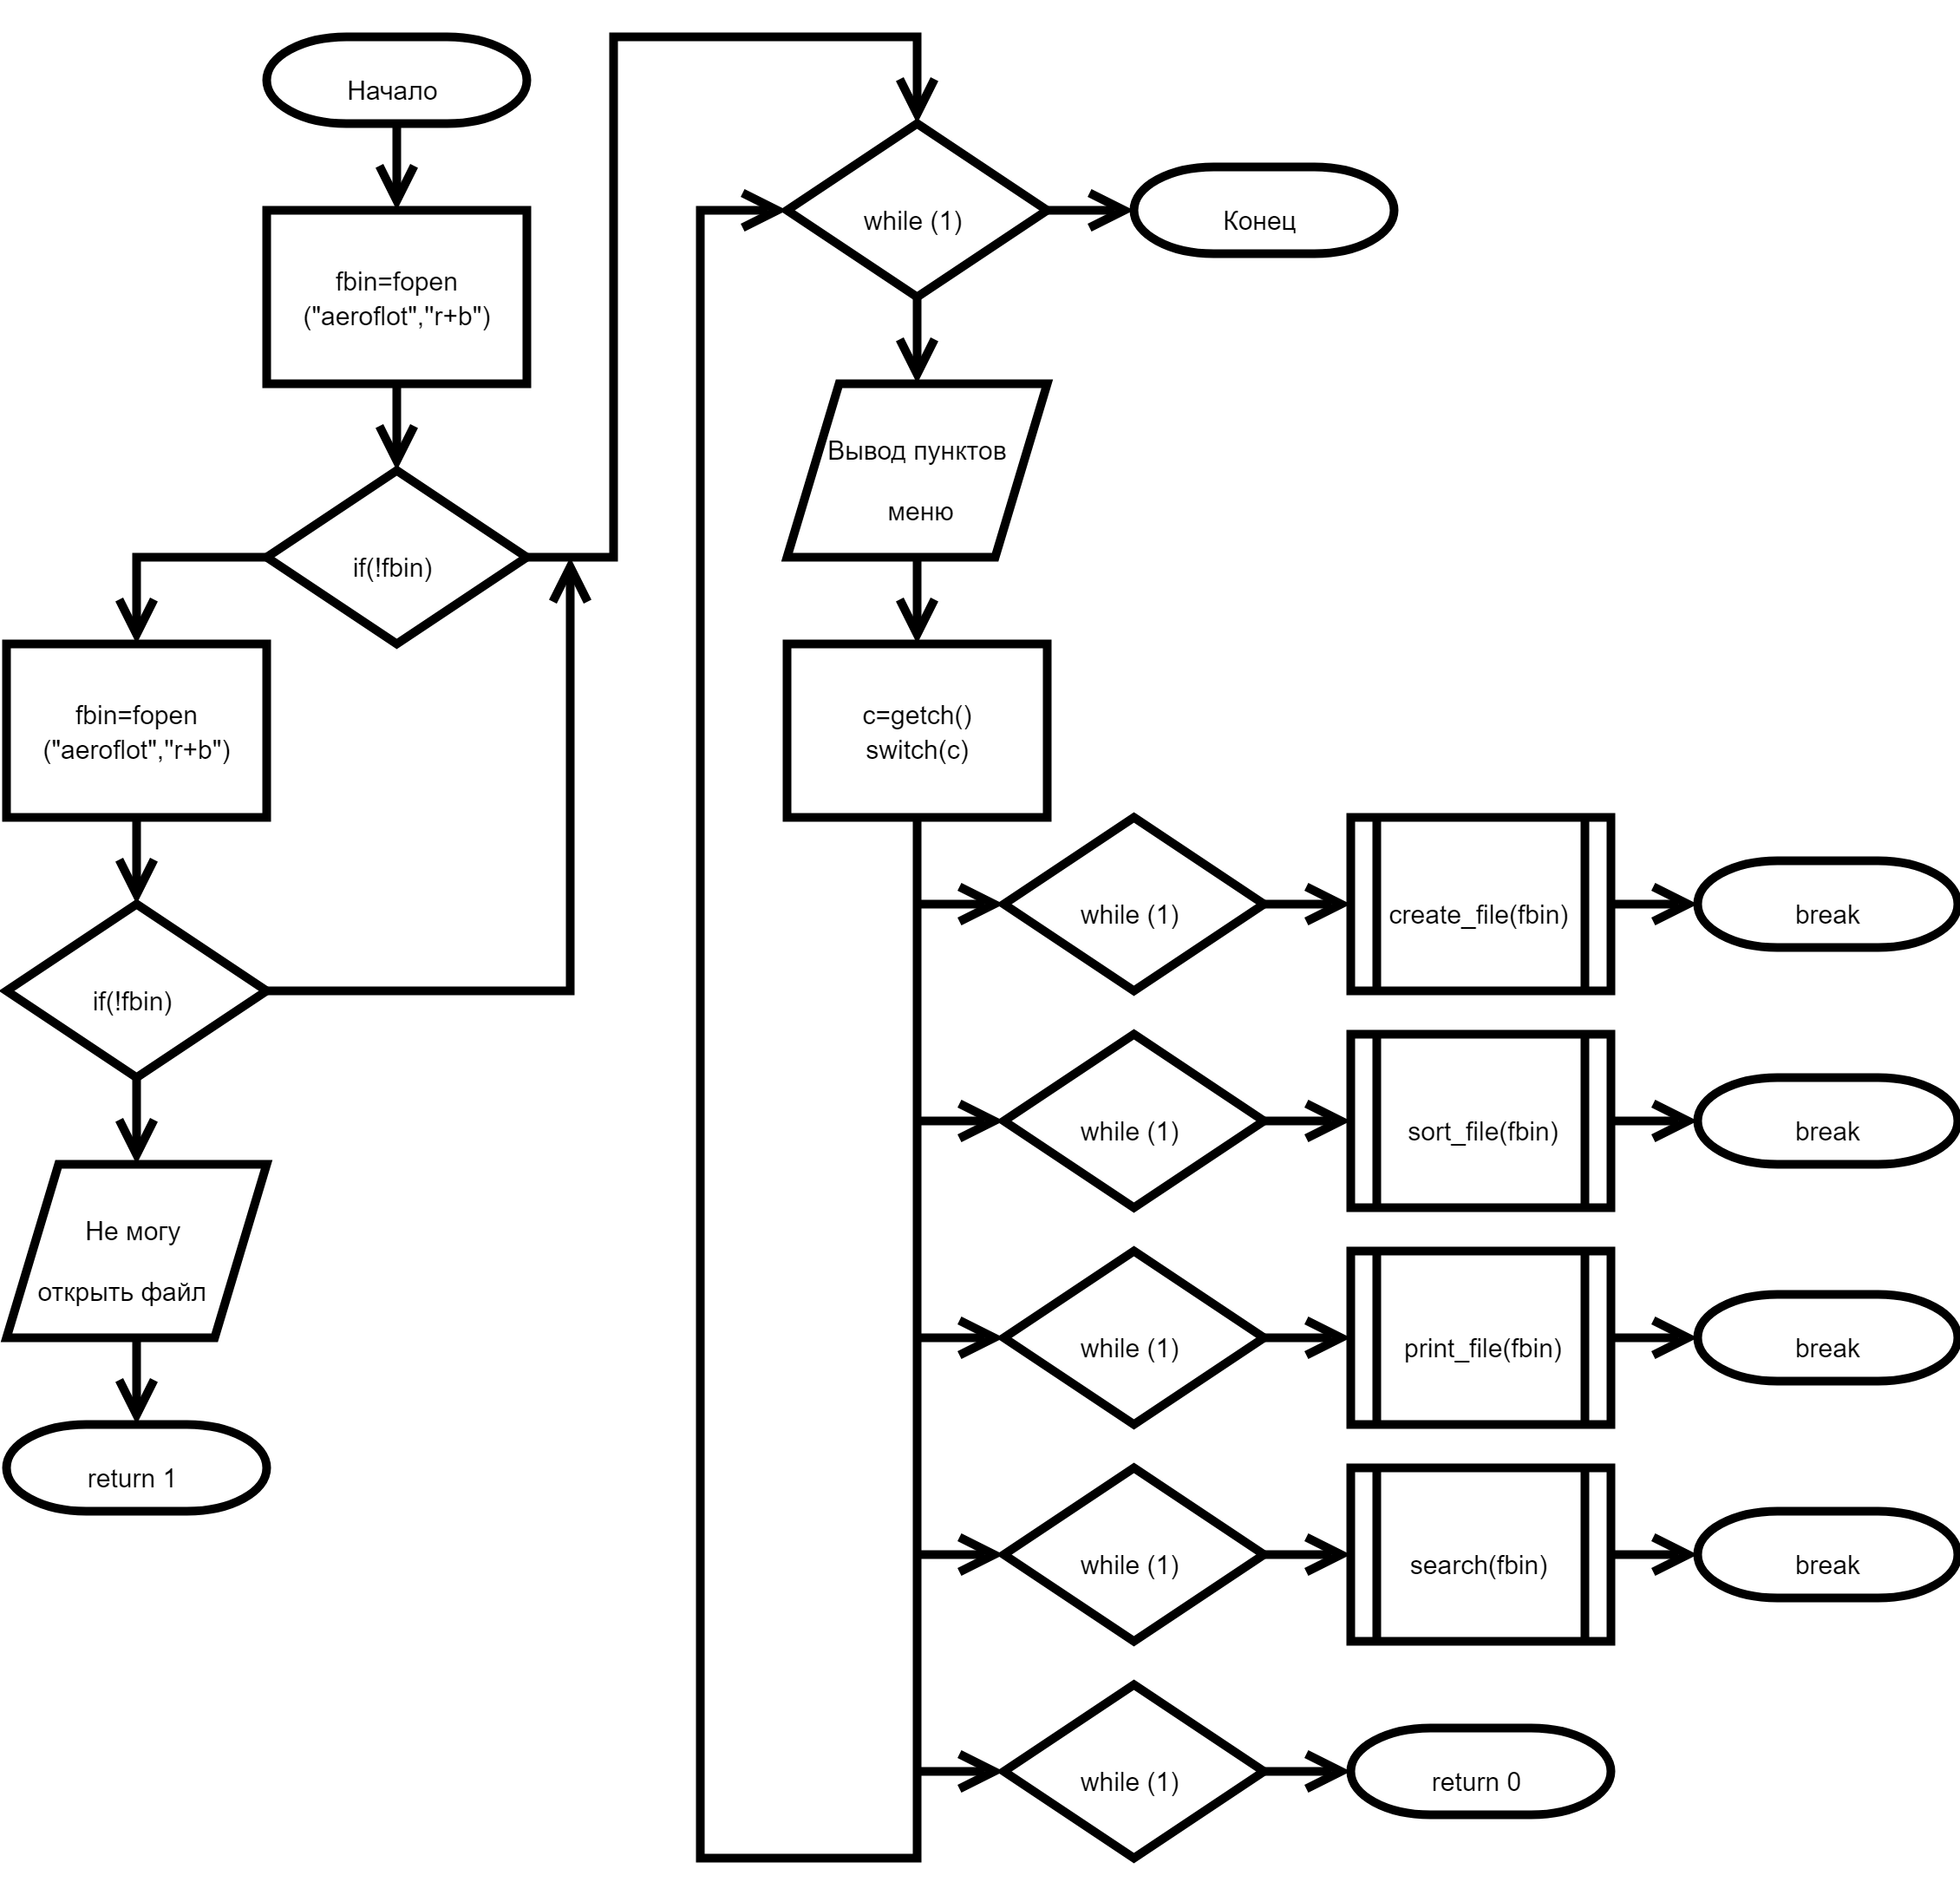 Начало
fbin=fopen
("aeroflot","r+b")
if(!fbin)
fbin=fopen
("aeroflot","r+b")
if(!fbin)
Не могу
открыть файл
return 1
while (1)
Конец
Вывод пунктов
меню
c=getch()
switch(c)
while (1)
create_file(fbin)
break
while (1)
sort_file(fbin)
break
while (1)
print_file(fbin)
break
while (1)
search(fbin)
break
while (1)
return 0